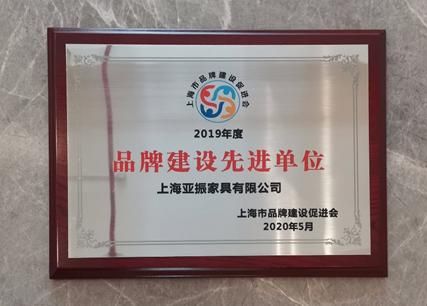 上海市品牌建设促进会
2019年度
品牌建设先进单位
上海亚振家具有限公司
上海市品牌建设促进会
2020年5月